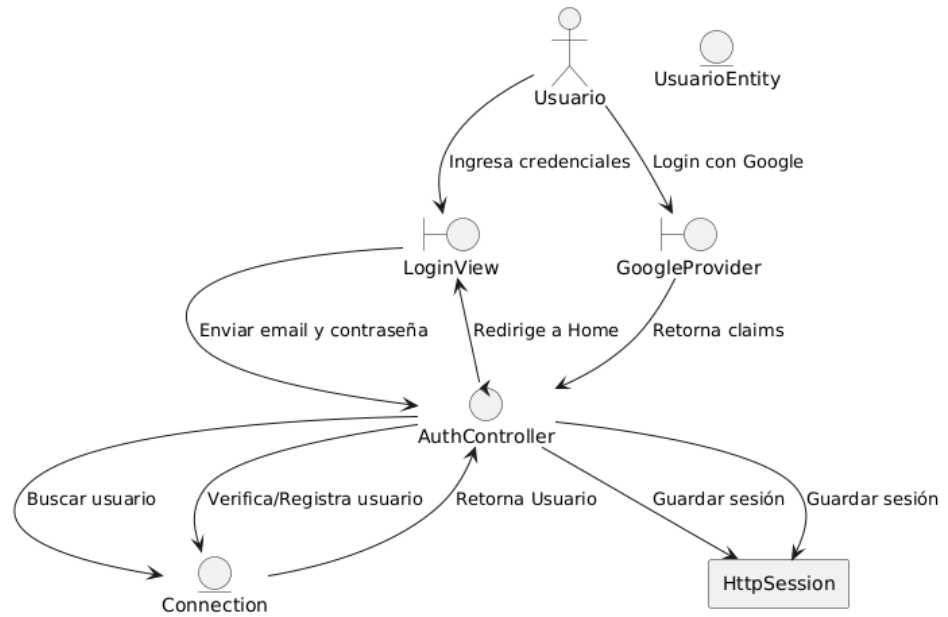 UsuarioEntity
Usuario
Ingresa credenciales
Login con Google
LoginView
GoogleProvider
Enviar email y contraseña
Redirige a Home
Retorna claims
AuthController
Buscar usuario
Verifica/Registra usuario
Retorna Usuario
Guardar sesión
Guardar sesión
HttpSession
Connection